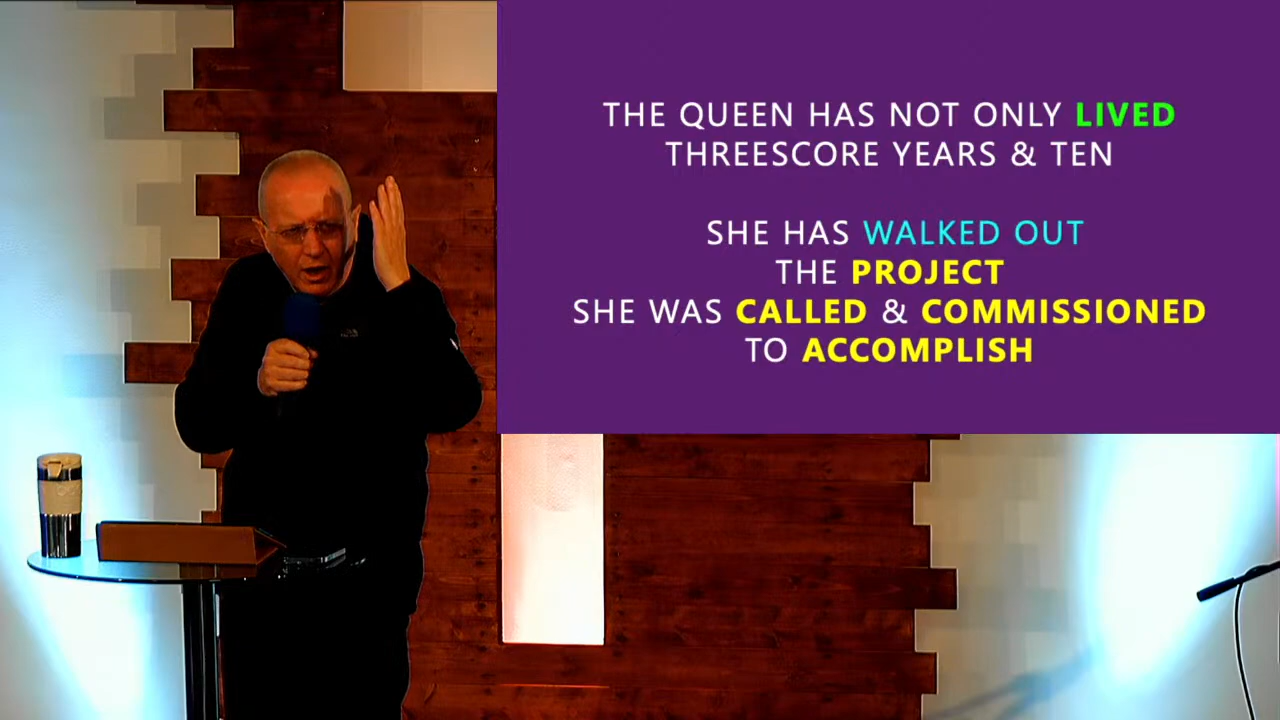 THE QUEEN HAS NOT ONLY LIVED
THREESCORE YEARS & TEN
SHE HAS WALKED OUT
THE PROJECT
SHE WAS CALLED & COMMISSIONED
TO ACCOMPLISH